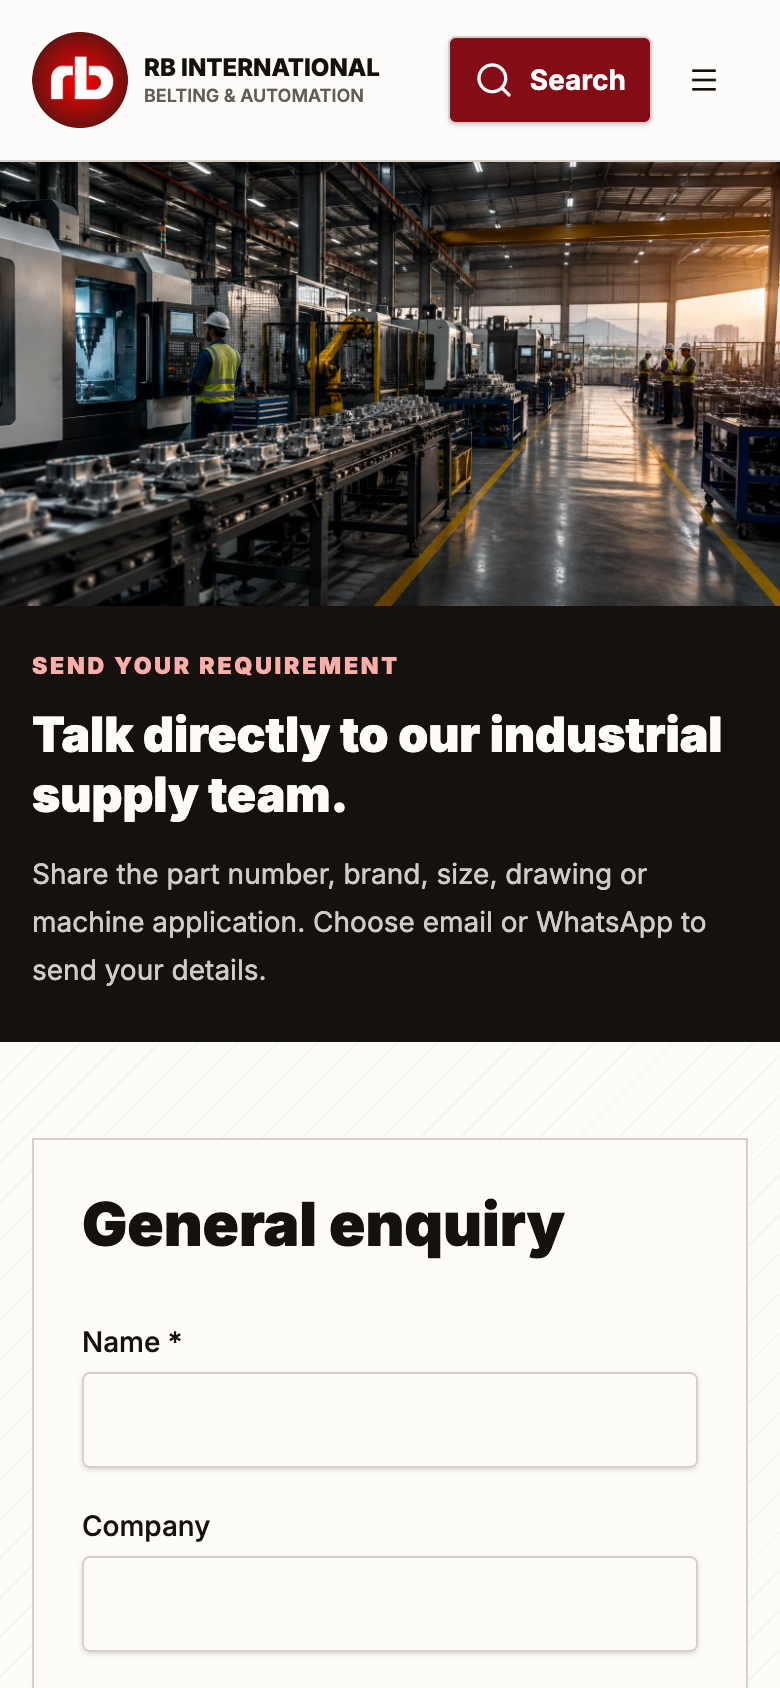 rb
RB INTERNATIONAL
BELTING & AUTOMATION
Search
SEND YOUR REQUIREMENT
Talk directly to our industrial
supply team.
Share the part number, brand, size, drawing or
machine application. Choose email or WhatsApp to
send your details.
General enquiry
Name *
Company